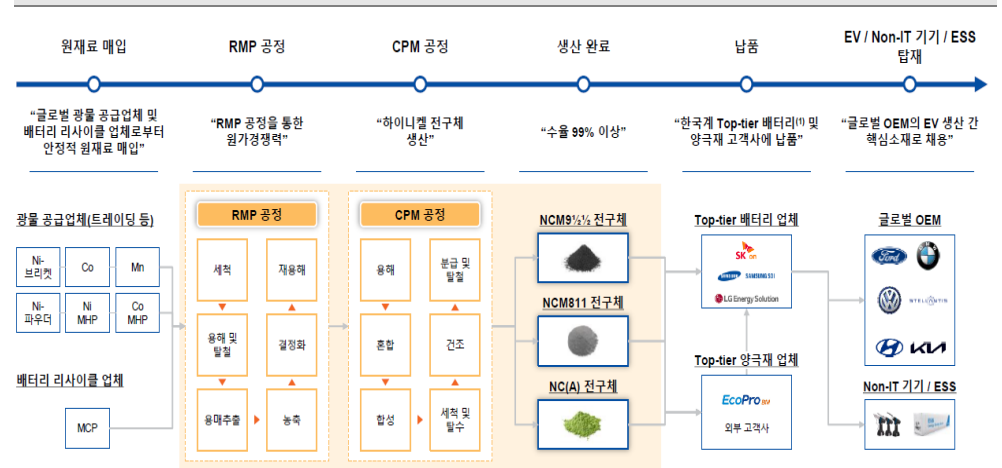 원재료 매입
RMP 공정
CPM 공정
생산 완료
납품
EV / Non-IT 기기 / ESS
탑재
“글로벌 광물 공급업체 및
배터리 리사이클 업체로부터
안정적 원재료 매입”
“RMP 공정을 통한
원가경쟁력”
“하이니켈 전구체
생산”
“수율 99% 이상”
“한국계 Top-tier 배터리(1) 및
양극재 고객사에 납품”
“글로벌 OEM의 EV 생산 간
핵심소재로 채용”
광물 공급업체(트레이딩 등)
Ni-
브리켓
Co
Mn
Ni-
파우더
Ni
MHP
Co
MHP
배터리 리사이클 업체
MCP
RMP 공정
세척
재용해
용해 및
탈철
결정화
용매추출
농축
CPM 공정
용해
분급 및
탈철
혼합
건조
합성
세척 및
탈수
NCM9½½ 전구체
NCM811 전구체
NC(A) 전구체
Top-tier 배터리 업체
SK on
SAMSUNG SDI
LG Energy Solution
Top-tier 양극재 업체
EcoPro BM
외부 고객사
글로벌 OEM
Ford
STELLANTIS
KIA
Non-IT 기기 / ESS